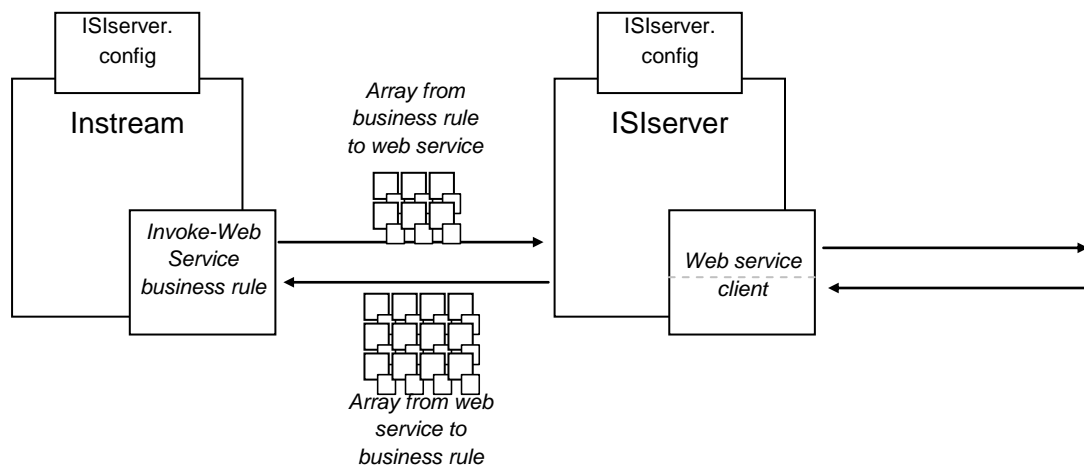 ISIserver.
config
Instream
Invoke-Web
Service
business rule
Array from
business rule
to web service
Array from web
service to
business rule
ISIserver.
config
ISIserver
Web service
client